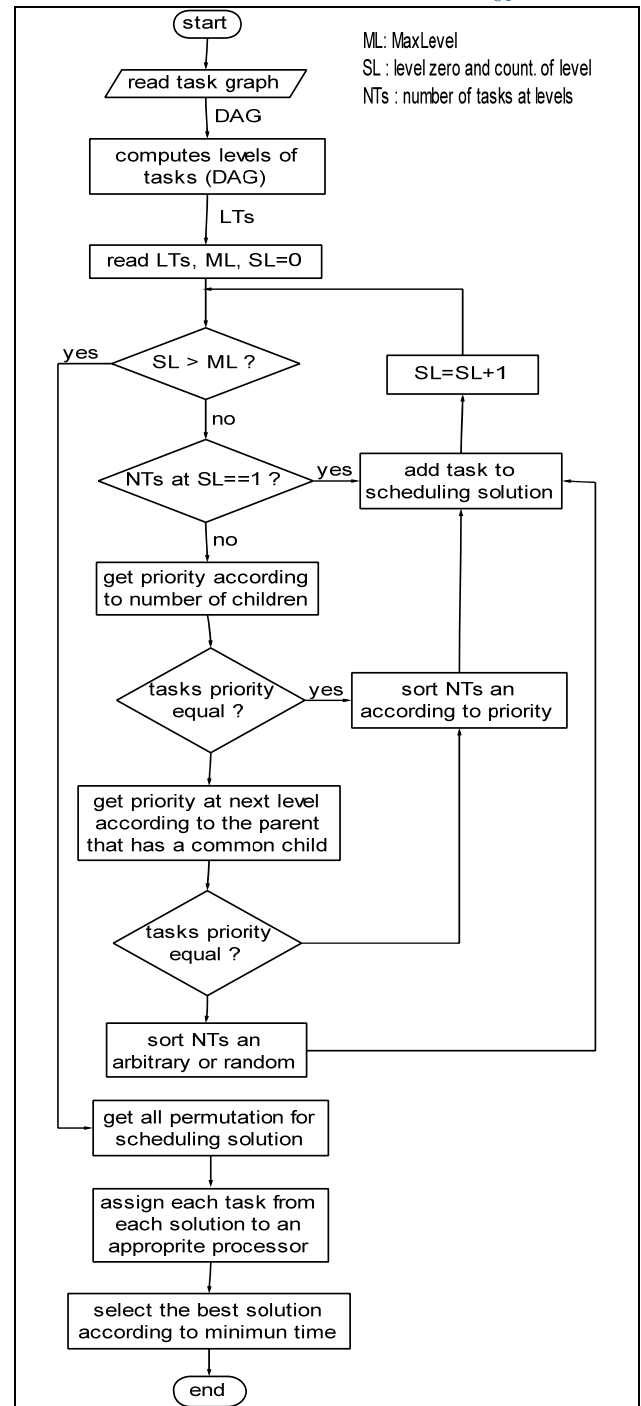 start
ML: MaxLevel
SL : level zero and count. of level
NTs : number of tasks at levels
read task graph
DAG
computes levels of
tasks (DAG)
LTs
read LTs, ML, SL=0
yes
SL > ML ?
SL=SL+1
no
NTs at SL==1 ?
yes
add task to
scheduling solution
no
get priority according
to number of children
tasks priority
equal ?
yes
sort NTs an
according to priority
get priority at next level
according to the parent
that has a common child
tasks priority
equal ?
sort NTs an
arbitrary or random
get all permutation for
scheduling solution
assign each task from
each solution to an
approprite processor
select the best solution
according to minimun time
end